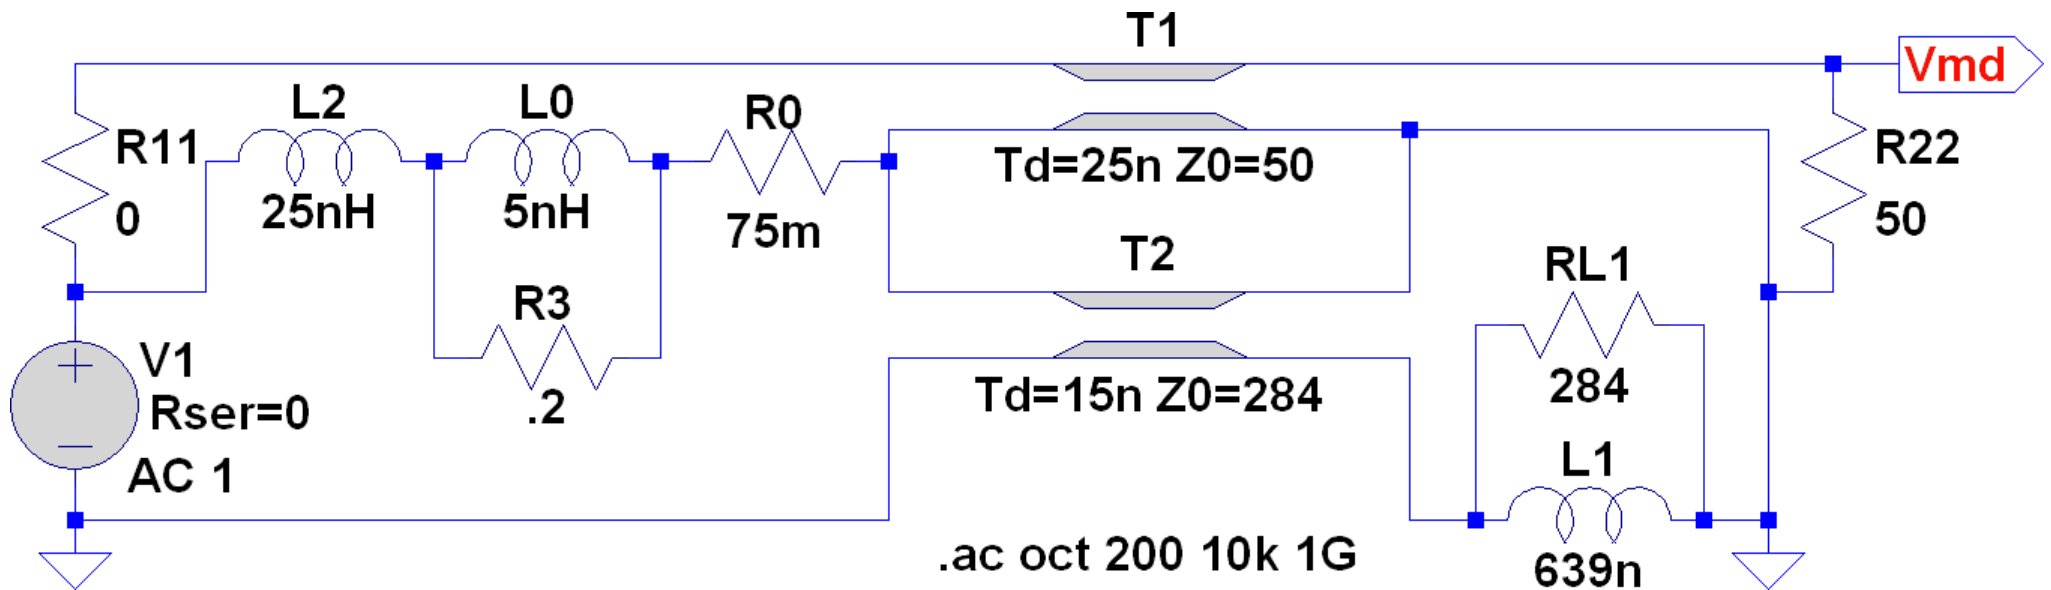 T1
Vmd
L2
L0
R0
R11
0
25nH
5nH
75m
Td=25n Z0=50
R22
50
T2
R3
.2
RL1
284
V1
Rser=0
AC 1
Td=15n Z0=284
L1
639n
.ac oct 200 10k 1G